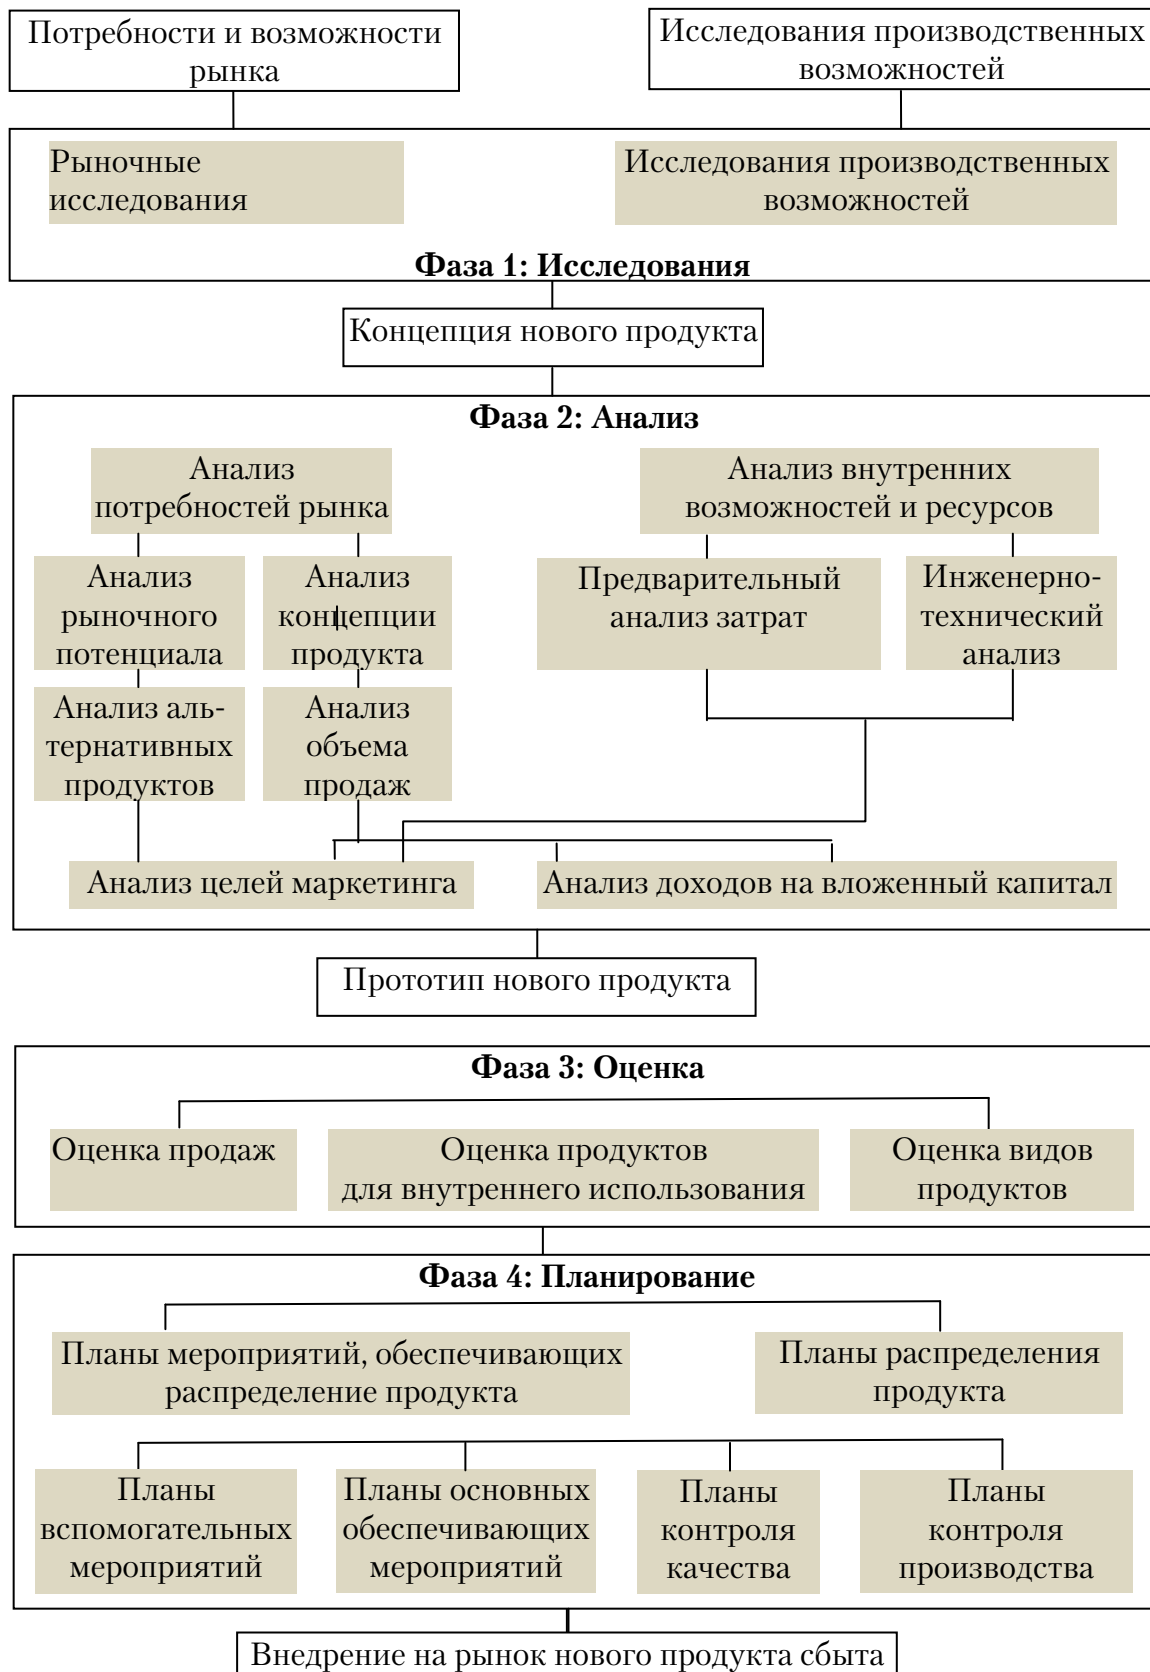 Потребности и возможности
рынка
Исследования производственных
возможностей
Рыночные
исследования
Исследования производственных
возможностей
Фаза 1: Исследования
Концепция нового продукта
Фаза 2: Анализ
Анализ
потребностей рынка
Анализ внутренних
возможностей и ресурсов
Анализ
рыночного
потенциала
Анализ
концепции
продукта
Предварительный
анализ затрат
Инженерно-
технический
анализ
Анализ аль-
тернативных
продуктов
Анализ
объема
продаж
Анализ целей маркетинга
Анализ доходов на вложенный капитал
Прототип нового продукта
Фаза 3: Оценка
Оценка продаж
Оценка продуктов
для внутреннего использования
Оценка видов
продуктов
Фаза 4: Планирование
Планы мероприятий, обеспечивающих
распределение продукта
Планы распределения
продукта
Планы
вспомогательных
мероприятий
Планы основных
обеспечивающих
мероприятий
Планы
контроля
качества
Планы
контроля
производства
Внедрение на рынок нового продукта сбыта